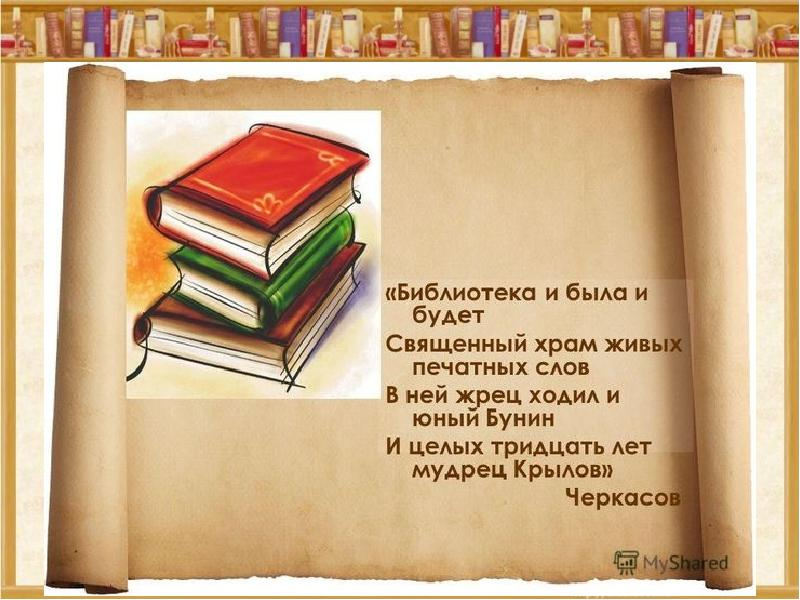 «Библиотека и была и
будет
Священный храм живых
печатных слов
В ней жрец ходил и
юный Бунин
И целых тридцать лет
мудрец Крылов»
Черкасов
MyShared